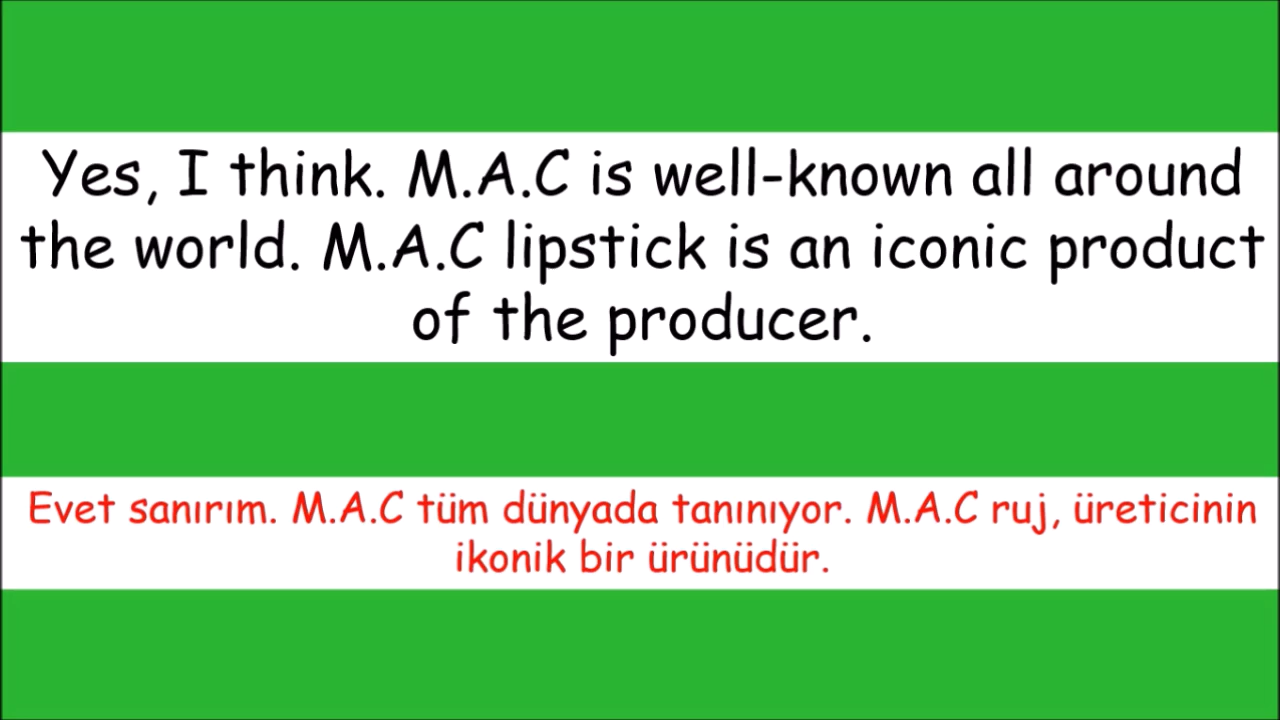 Yes, I think. M.A.C is well-known all around
the world. M.A.C lipstick is an iconic product
of the producer.
Evet sanırım. M.A.C tüm dünyada tanınıyor. M.A.C ruj, üreticinin
ikonik bir ürünüdür.